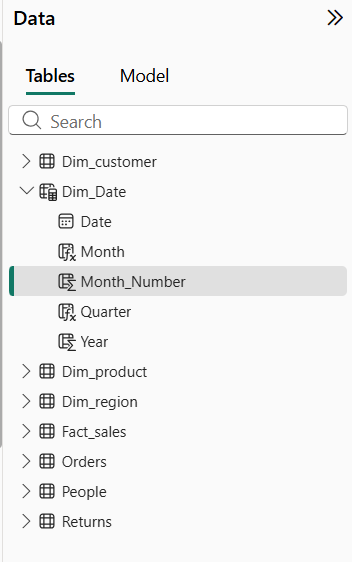 Data
Tables Model
Search
Dim_customer
Dim_Date
Date
Month
Month_Number
Quarter
Year
Dim_product
Dim_region
Fact_sales
Orders
People
Returns